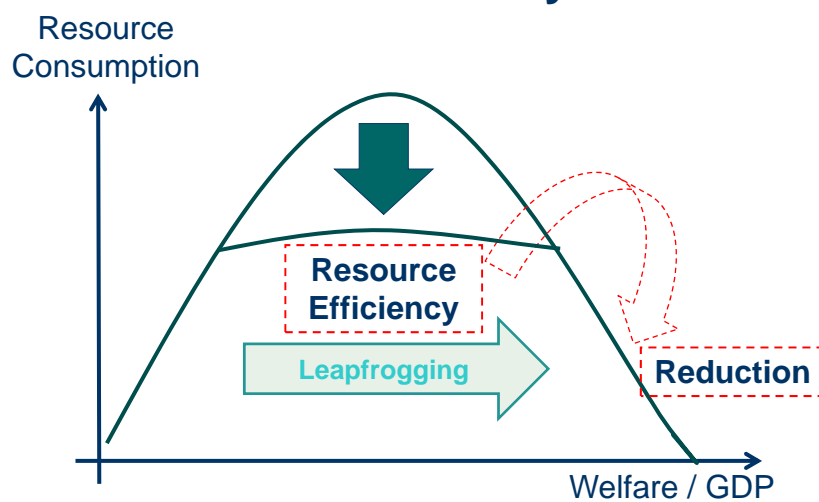 Resource
Consumption
Resource
Efficiency
Leapfrogging
Reduction
Welfare / GDP